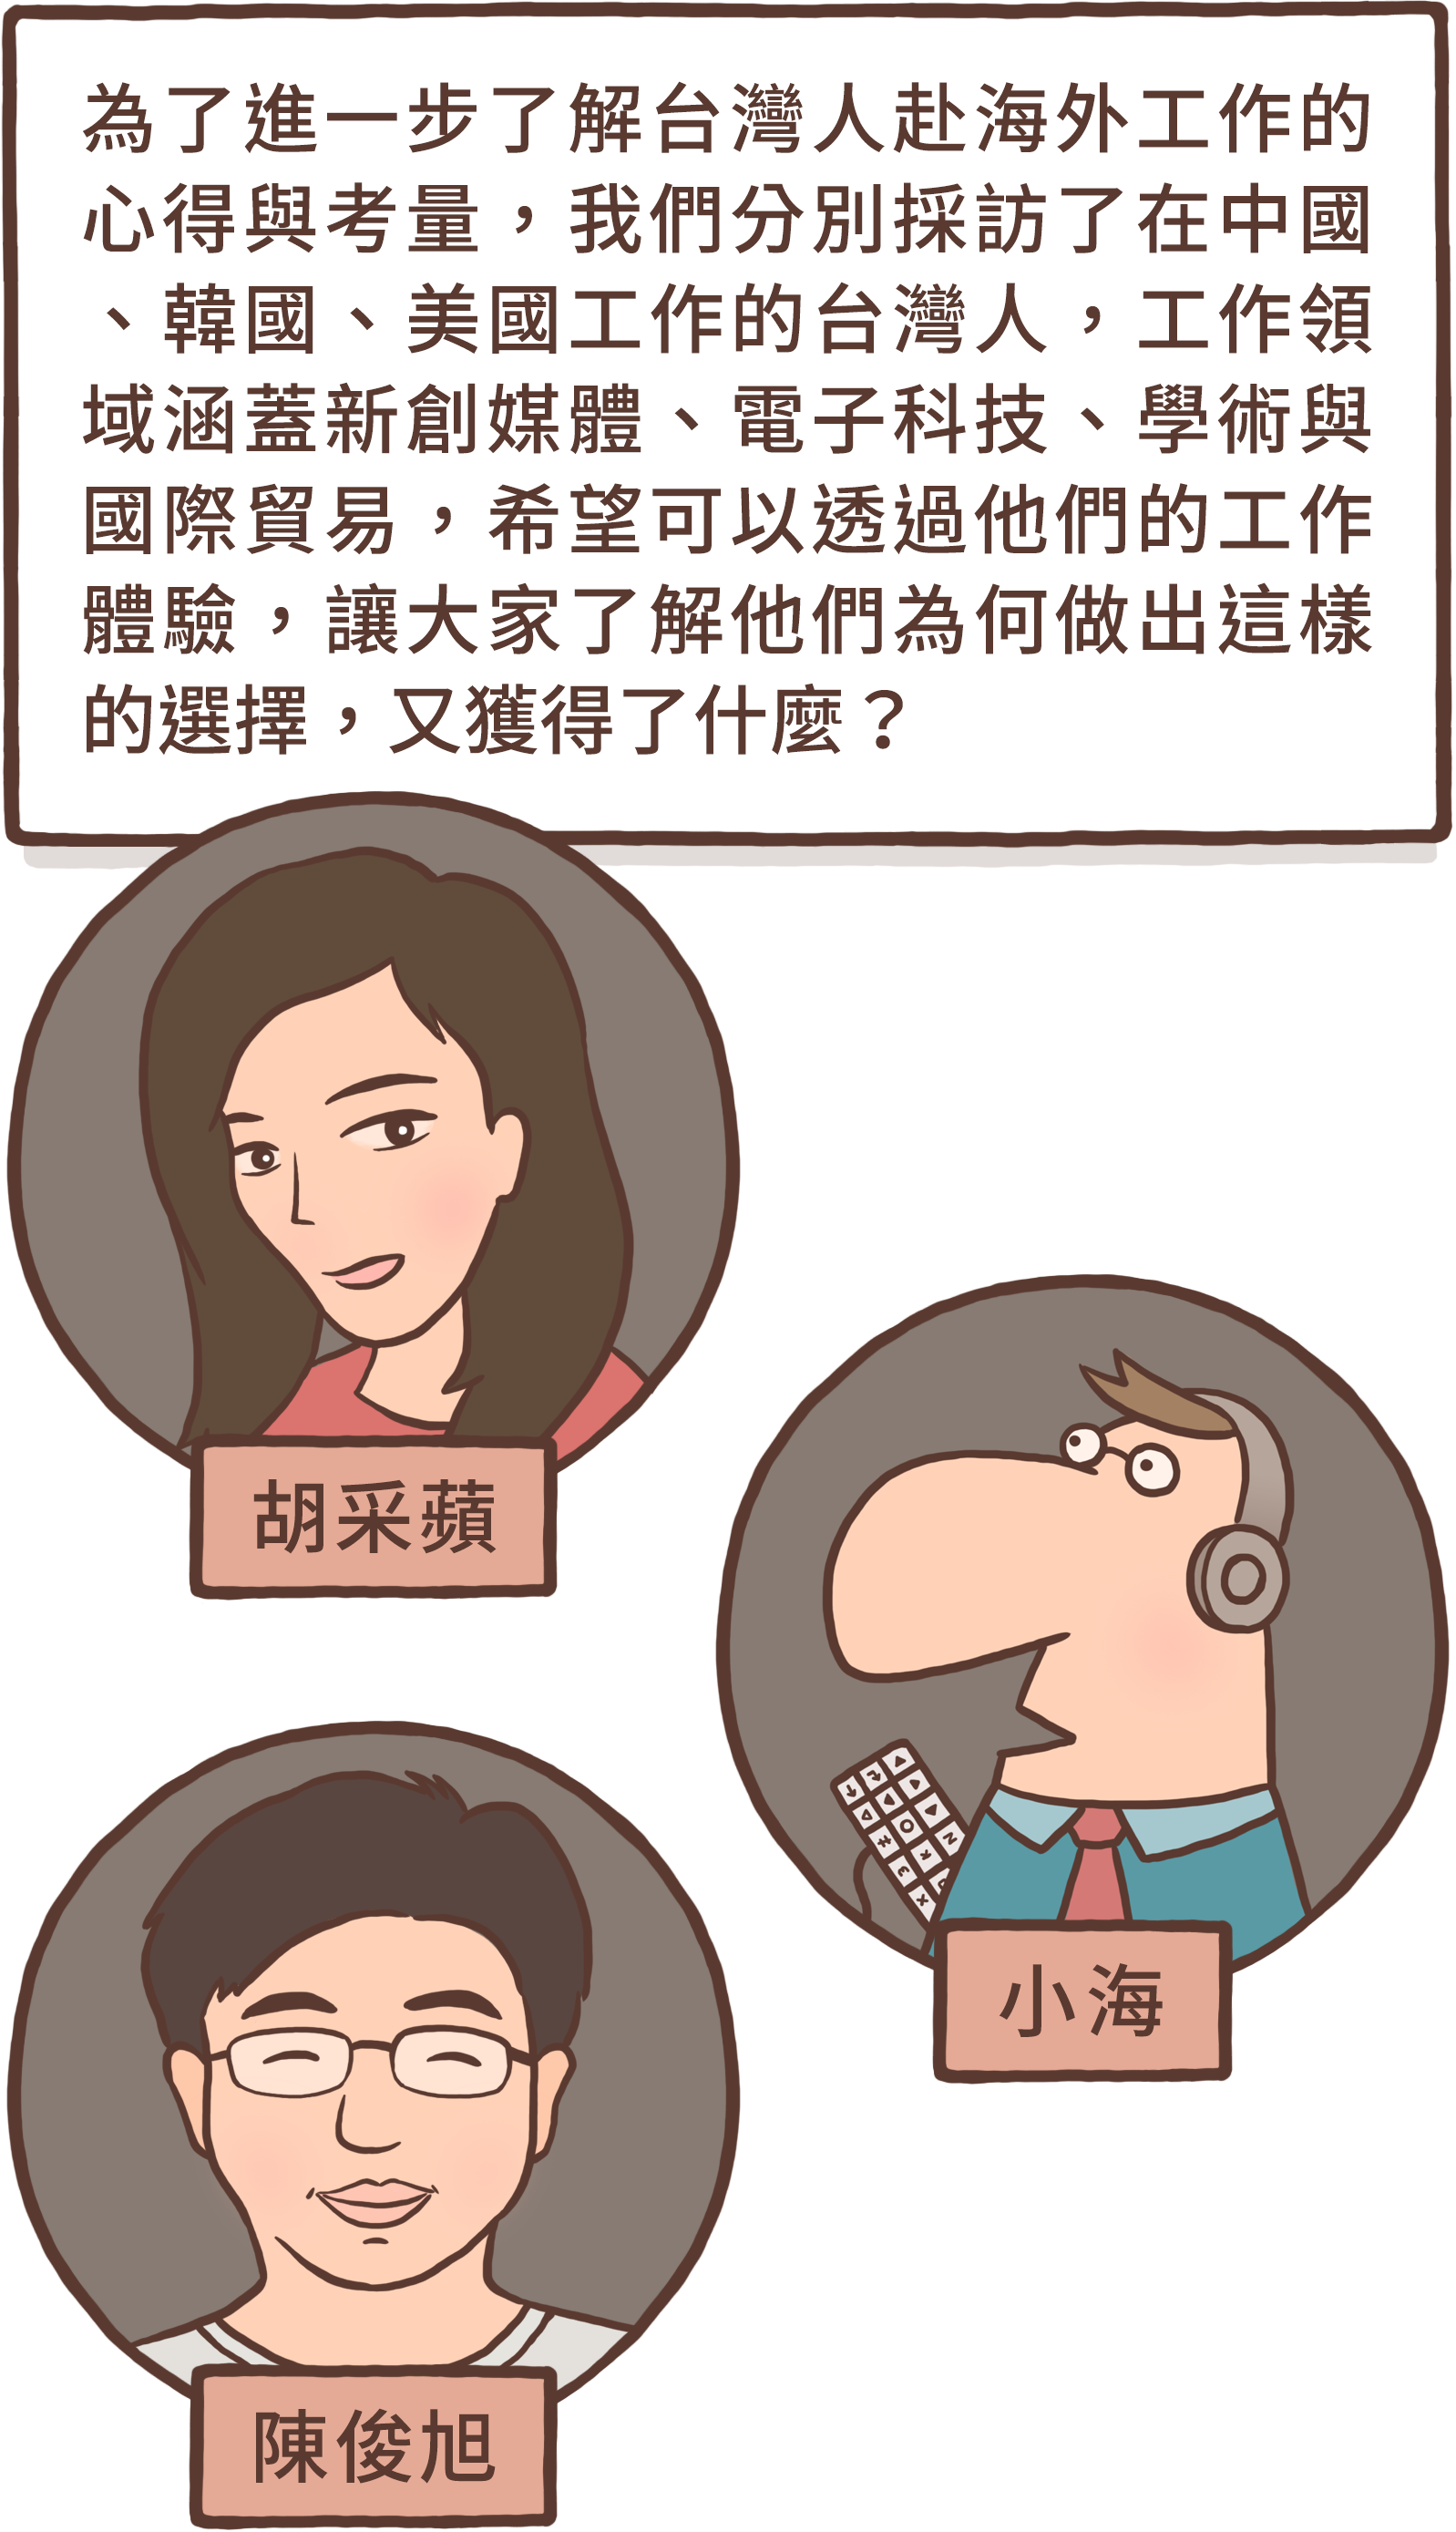 為了進一步了解台灣人赴海外工作的
心得與考量，我們分別採訪了在中國
、韓國、美國工作的台灣人，工作領
域涵蓋新創媒體、電子科技、學術與
國際貿易，希望可以透過他們的工作
體驗，讓大家了解他們為何做出這樣
的選擇，又獲得了什麼？
胡采蘋
小海
陳俊旭